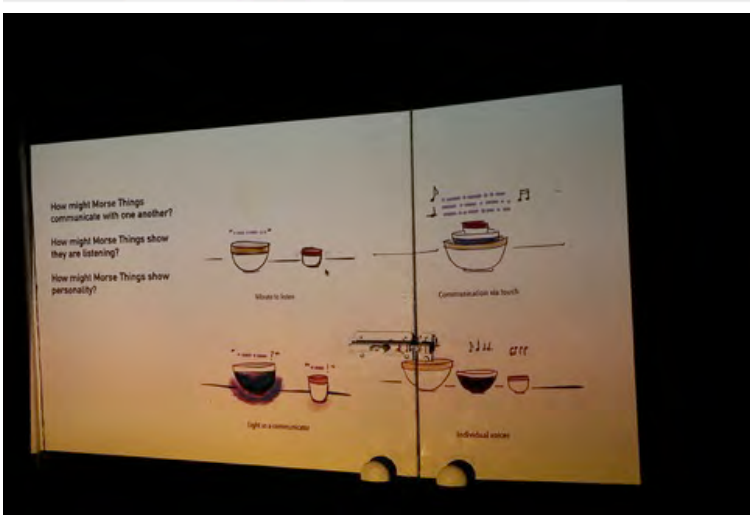 How might Morse Things
communicate with one another?
How might Morse Things show
they are listening?
How might Morse Things show
personality?
Vibrate to listen
Communication via touch
Light as a communicator
Individual voices